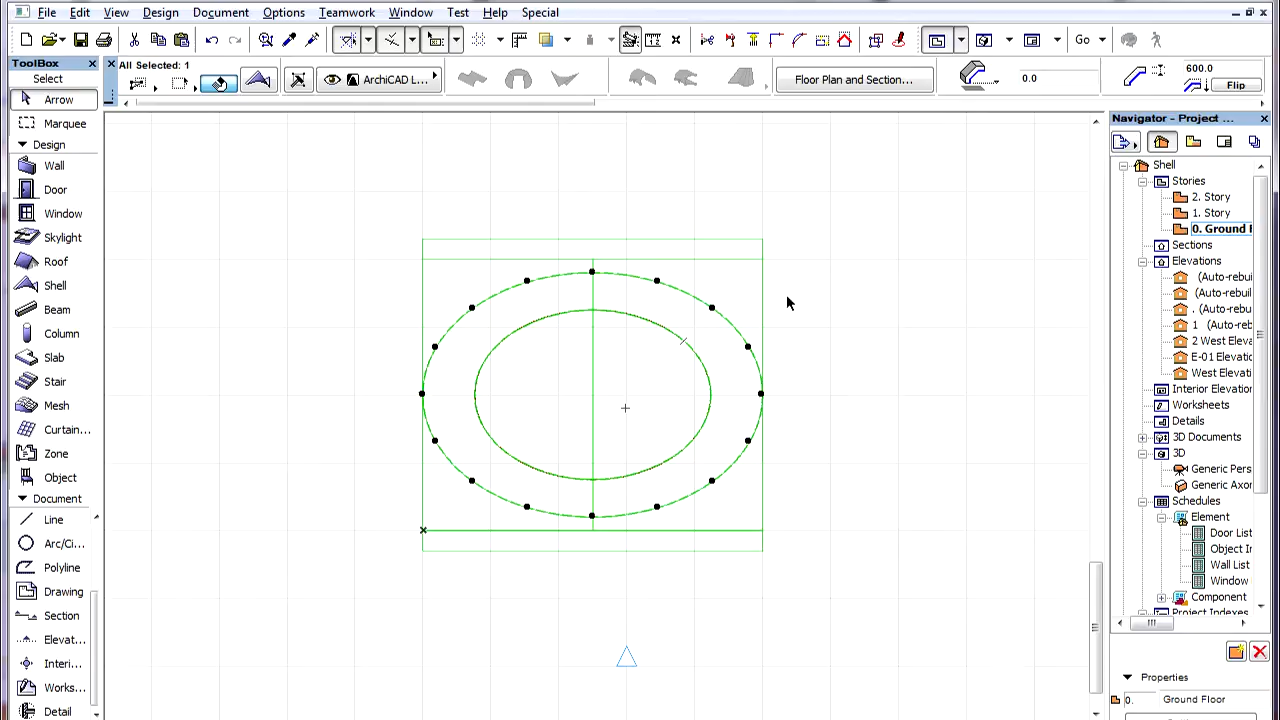 File Edit View Design Document Options Teamwork Window Test Help Special
Go
ToolBox
Select
All Selected: 1
ArchiCAD L...
Floor Plan and Section...
0.0
600.0
Flip
Arrow
Marquee
Design
Wall
Door
Window
Skylight
Roof
Shell
Beam
Column
Slab
Stair
Mesh
Curtain...
Zone
Object
Document
Line
Arc/Ci...
Polyline
Drawing
Section
Elevat...
Interi...
Works...
Detail
Navigator - Project ...
Shell
Stories
2. Story
1. Story
0. Ground F
Sections
Elevations
(Auto-rebui
(Auto-rebui
. (Auto-reb
1 (Auto-reb
2 West Eleva
E-01 Elevatio
West Elevati
Interior Elevation
Worksheets
Details
3D Documents
3D
Generic Pers
Generic Axor
Schedules
Element
Door List
Object In
Wall List
Window
Component
Project Indexes
Properties
0. Ground Floor